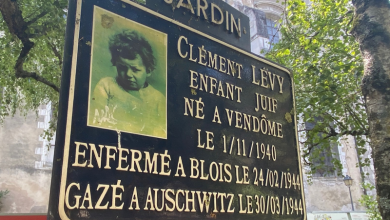 JARDIN
CLÉMENT LÉVY
ENFANT JUIF
NÉ A VENDÔME
LE 1/11/1940
ENFERMÉ A BLOIS LE 24/02/1944
GAZÉ A AUSCHWITZ LE 30/03/1944